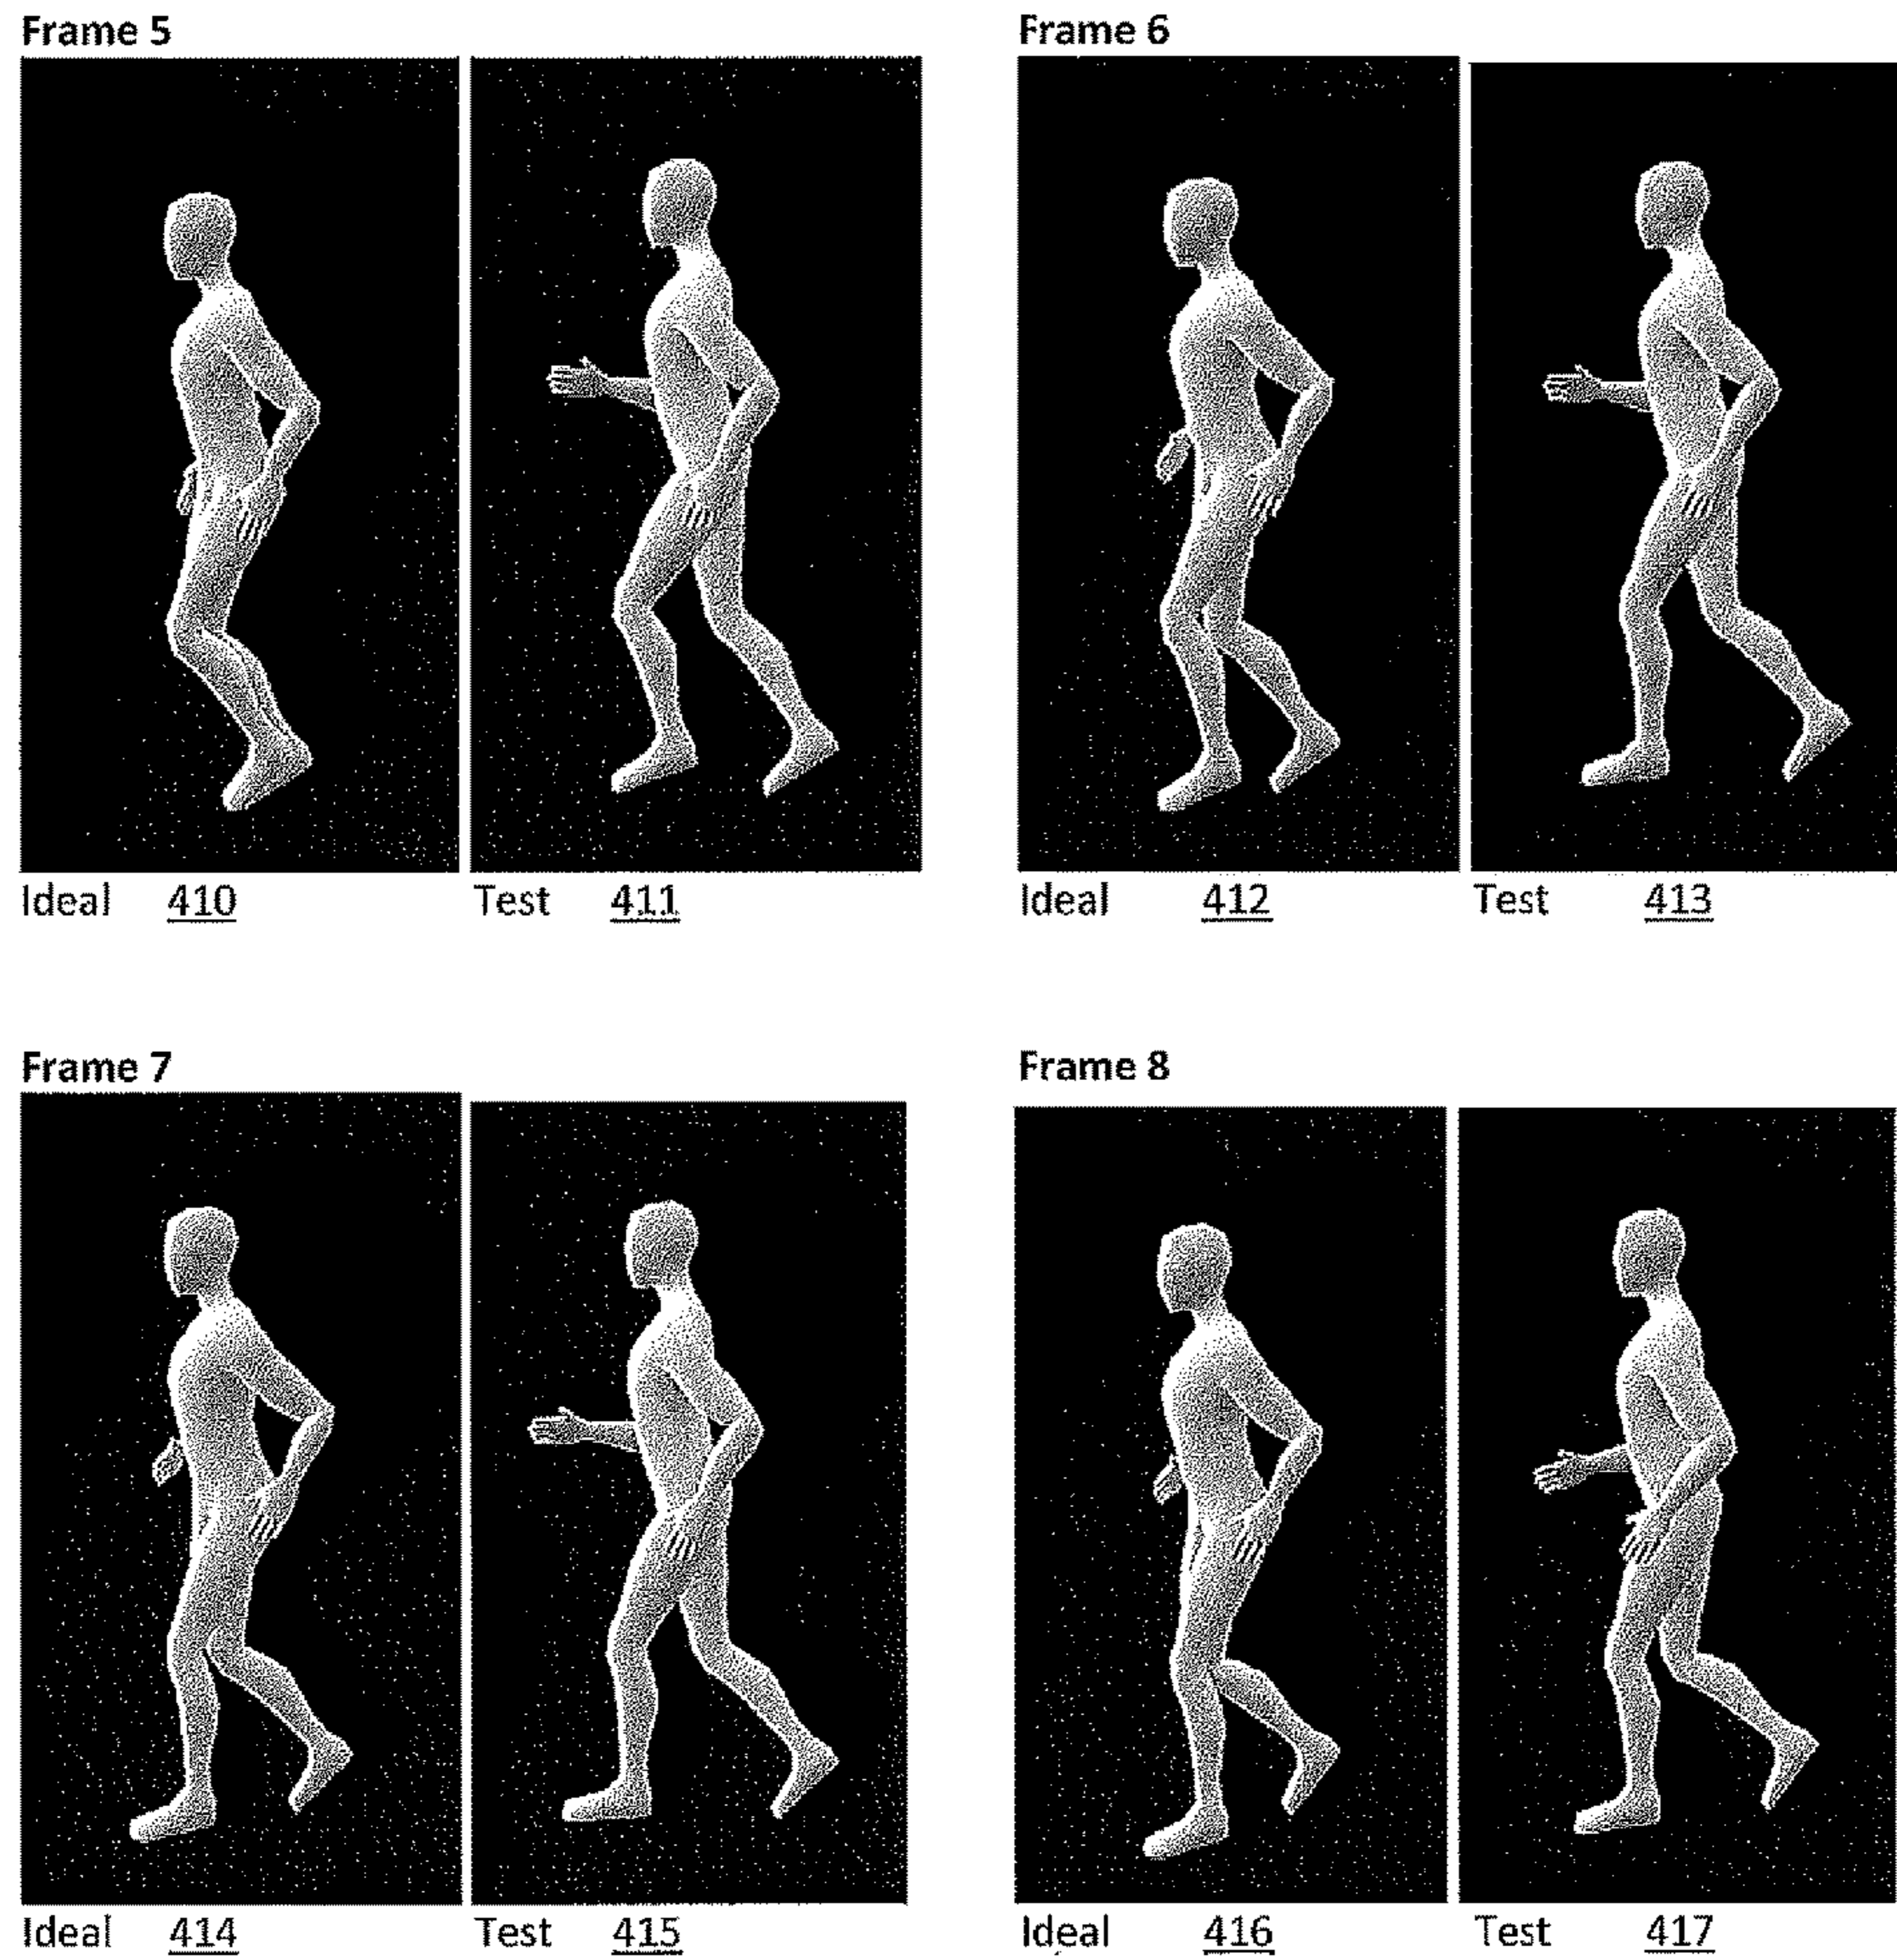 Frame 5
Frame 6
Ideal 410 Test 411
Ideal 412 Test 413
Frame 7
Frame 8
Ideal 414 Test 415
Ideal 416 Test 417